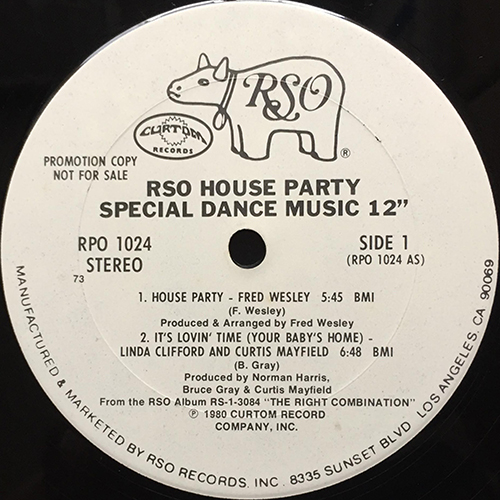 RSO
CURTOM
RECORDS
®
PROMOTION COPY
NOT FOR SALE
RSO HOUSE PARTY
SPECIAL DANCE MUSIC 12"
RPO 1024
STEREO
SIDE 1
(RPO 1024 AS)
73
1. HOUSE PARTY - FRED WESLEY 5:45 BMI
(F. Wesley)
Produced & Arranged by Fred Wesley
2. IT'S LOVIN' TIME (YOUR BABY'S HOME) -
LINDA CLIFFORD AND CURTIS MAYFIELD 6:48 BMI
(B. Gray)
Produced by Norman Harris,
Bruce Gray & Curtis Mayfield
From the RSO Album RS-1-3084 "THE RIGHT COMBINATION"
℗ 1980 CURTOM RECORD
COMPANY, INC.
MANUFACTURED & MARKETED BY RSO RECORDS, INC. 8335 SUNSET BLVD LOS ANGELES, CA 90069